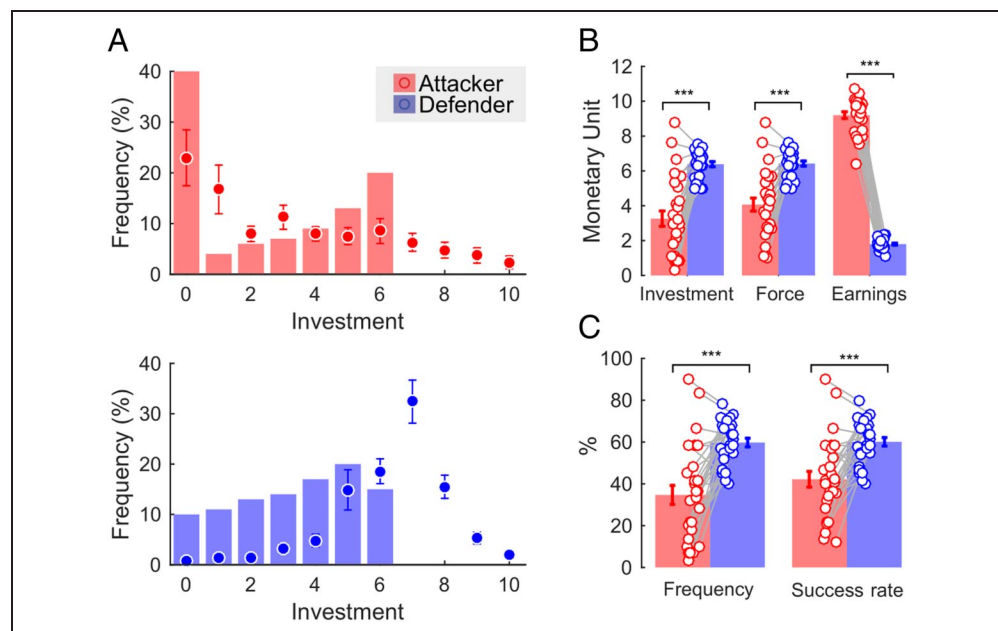 A
40
30
20
10
0
Frequency (%)
Attacker
Defender
0 2 4 6 8 10
Investment
40
30
20
10
0
Frequency (%)
0 2 4 6 8 10
Investment
B
12
10
8
6
4
2
0
Monetary Unit
*** *** ***
Investment Force Earnings
C
100
80
60
40
20
0
%
*** ***
Frequency Success rate